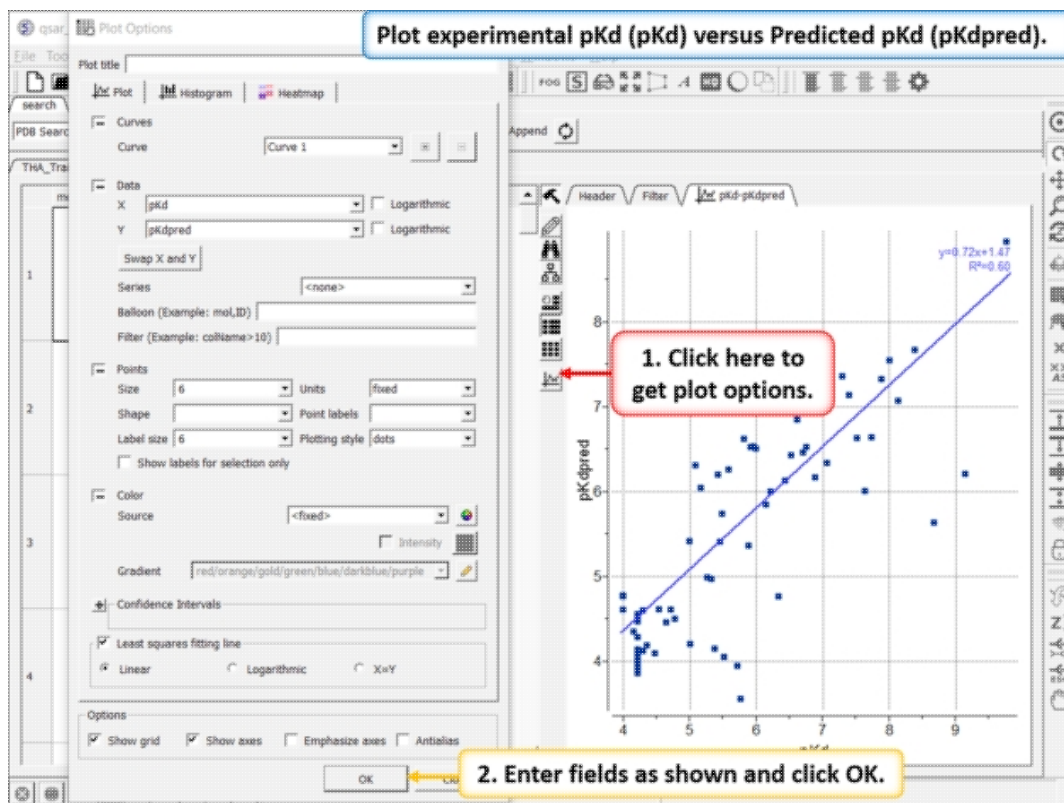 qsar_
Plot Options
Plot experimental pKd (pKd) versus Predicted pKd (pKdpred).
File Too
Plot title
FOG S A
search
Plot Histogram Heatmap
PDB Searc
Append
Curves
Curve Curve 1
THA_Tra
Header Filter pKd-pKdpred
Data
X pKd Logarithmic
Y pKdpred Logarithmic
Swap X and Y
Series <none>
Balloon (Example: mol,ID)
Filter (Example: colName>10)
Points
Size 6 Units fixed
Shape Point labels
Label size 6 Plotting style dots
Show labels for selection only
Color
Source <fixed>
Intensity
Gradient red/orange/gold/green/blue/darkblue/purple
Confidence Intervals
Least squares fitting line
Linear Logarithmic X=Y
Options
Show grid Show axes Emphasize axes Antialias
OK
1
2
3
4
y=0.72x+1.47
R²=0.60
1. Click here to
get plot options.
pKdpred
8
7
6
5
4
4 5 6 7 8 9
2. Enter fields as shown and click OK.